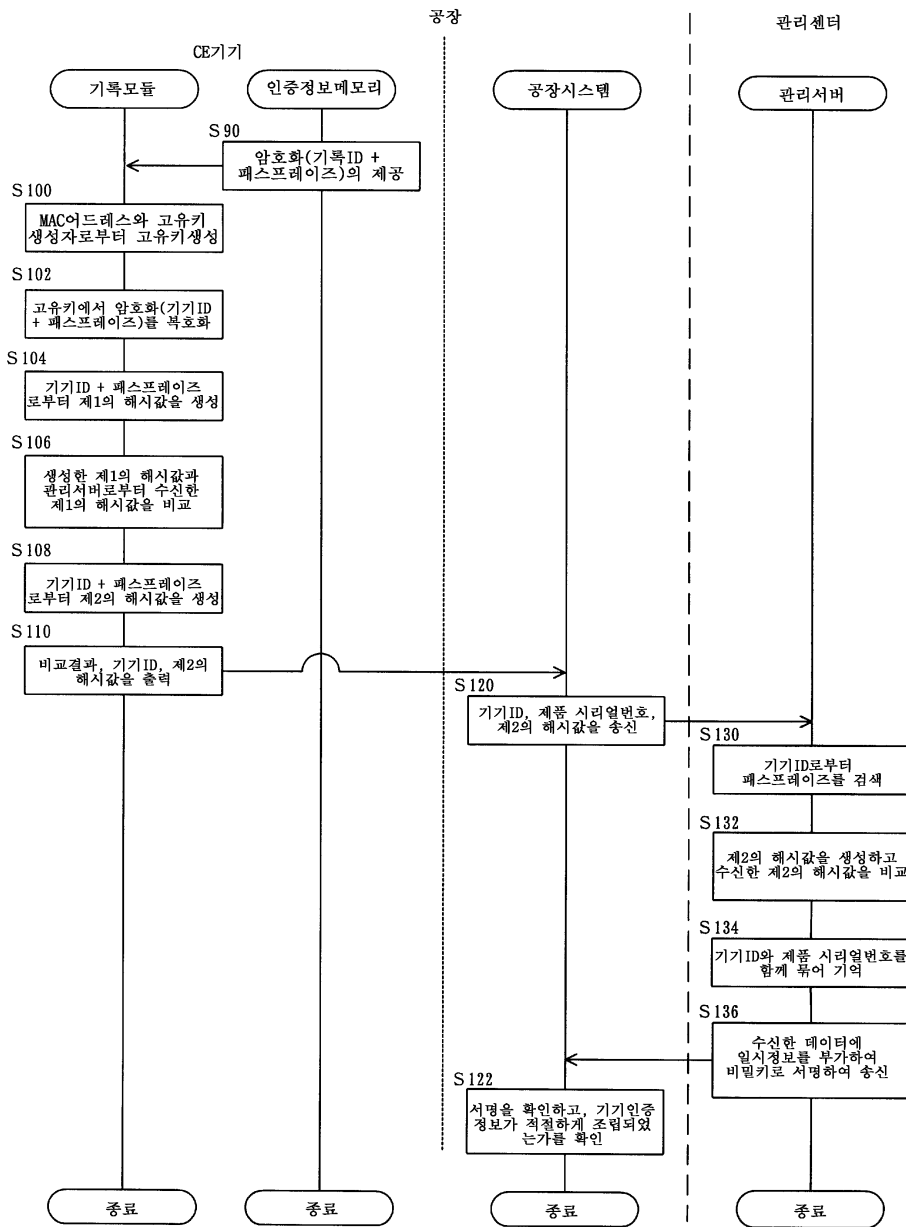 공장
관리센터
CE기기
기록모듈
인증정보메모리
공장시스템
관리서버
S90
암호화(기록ID +
패스프레이즈)의 제공
S100
MAC어드레스와 고유키
생성자로부터 고유키생성
S102
고유키에서 암호화(기기ID
+ 패스프레이즈)를 복호화
S104
기기ID + 패스프레이즈
로부터 제1의 해시값을 생성
S106
생성한 제1의 해시값과
관리서버로부터 수신한
제1의 해시값을 비교
S108
기기ID + 패스프레이즈
로부터 제2의 해시값을 생성
S110
비교결과, 기기ID, 제2의
해시값을 출력
S120
기기ID, 제품 시리얼번호,
제2의 해시값을 송신
S130
기기ID로부터
패스프레이즈를 검색
S132
제2의 해시값을 생성하고
수신한 제2의 해시값을 비교
S134
기기ID와 제품 시리얼번호를
함께 묶어 기억
S136
수신한 데이터에
일시정보를 부가하여
비밀키로 서명하여 송신
S122
서명을 확인하고, 기기인증
정보가 적절하게 조립되었
는가를 확인
종료
종료
종료
종료